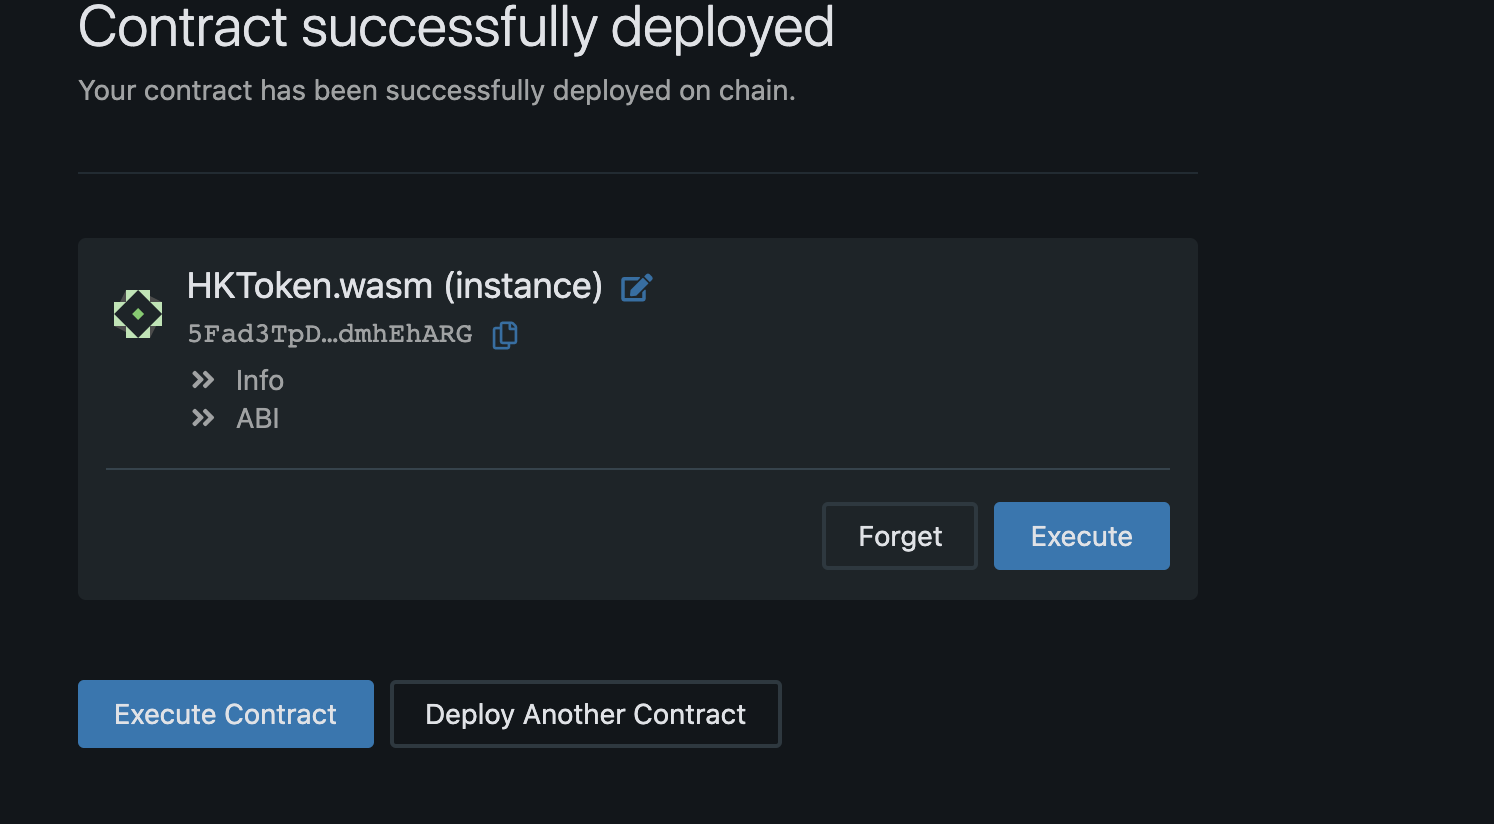 Contract successfully deployed
Your contract has been successfully deployed on chain.
HKToken.wasm (instance)
5Fad3TpD…dmhEhARG
Info
ABI
Forget
Execute
Execute Contract
Deploy Another Contract